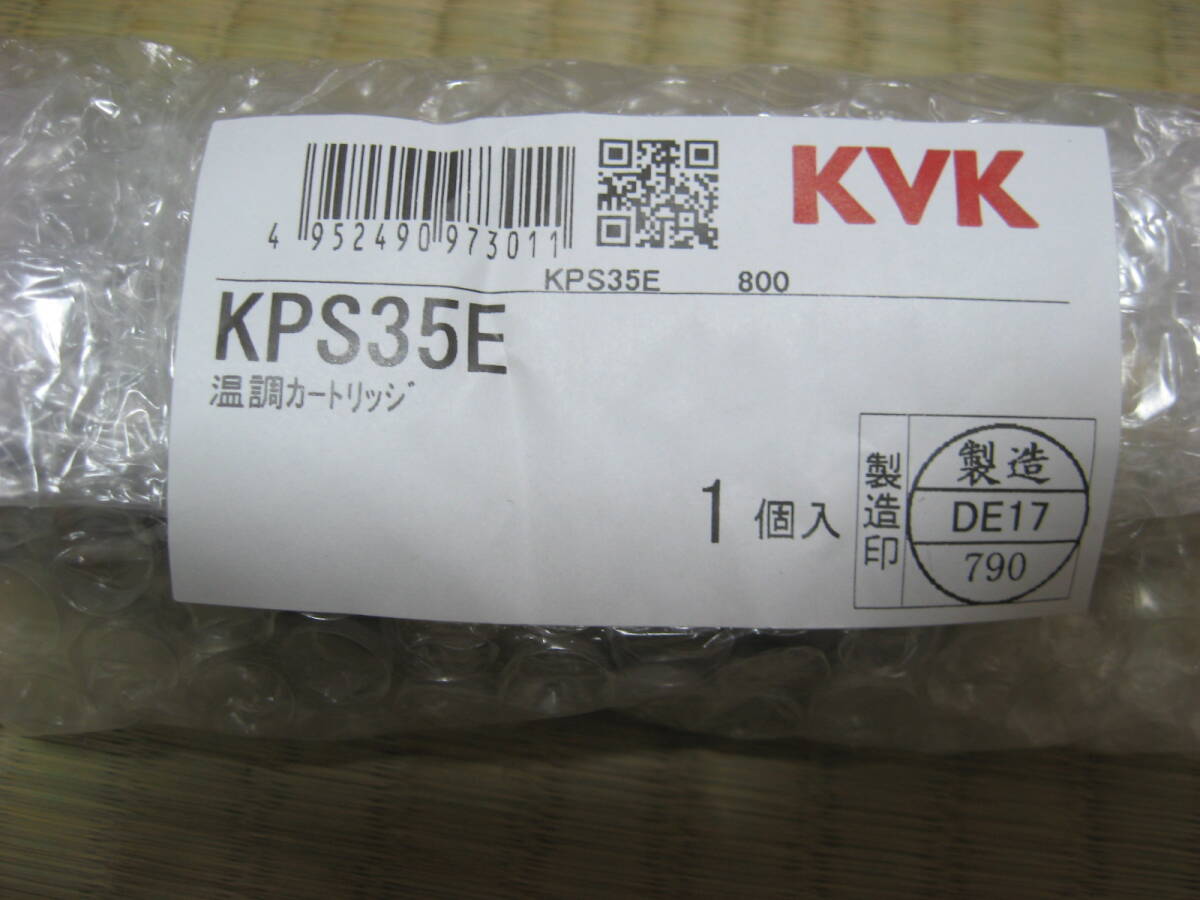 KVK
4 952490 973011
KPS35E 800
KPS35E
温調カートリッジ
1 個入
製造印
製造
DE17
790